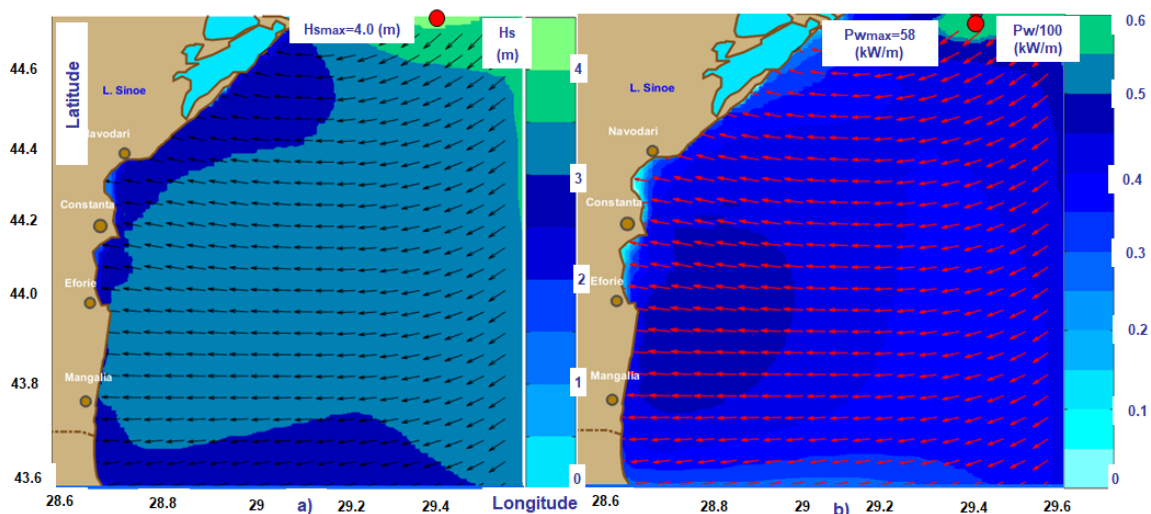 Hsmax=4.0 (m)
Hs
(m)
Latitude
L. Sinoe
Navodari
Constanta
Eforie
Mangalia
44.6
44.4
44.2
44.0
43.8
43.6
28.6
28.8
29
a)
29.2
29.4
Longitude
4
3
2
1
0
Pwmax=58
(kW/m)
Pw/100
(kW/m)
L. Sinoe
Navodari
Constanta
Eforie
Mangalia
28.6
28.8
29
29.2
b)
29.4
29.6
0.6
0.5
0.4
0.3
0.2
0.1
0